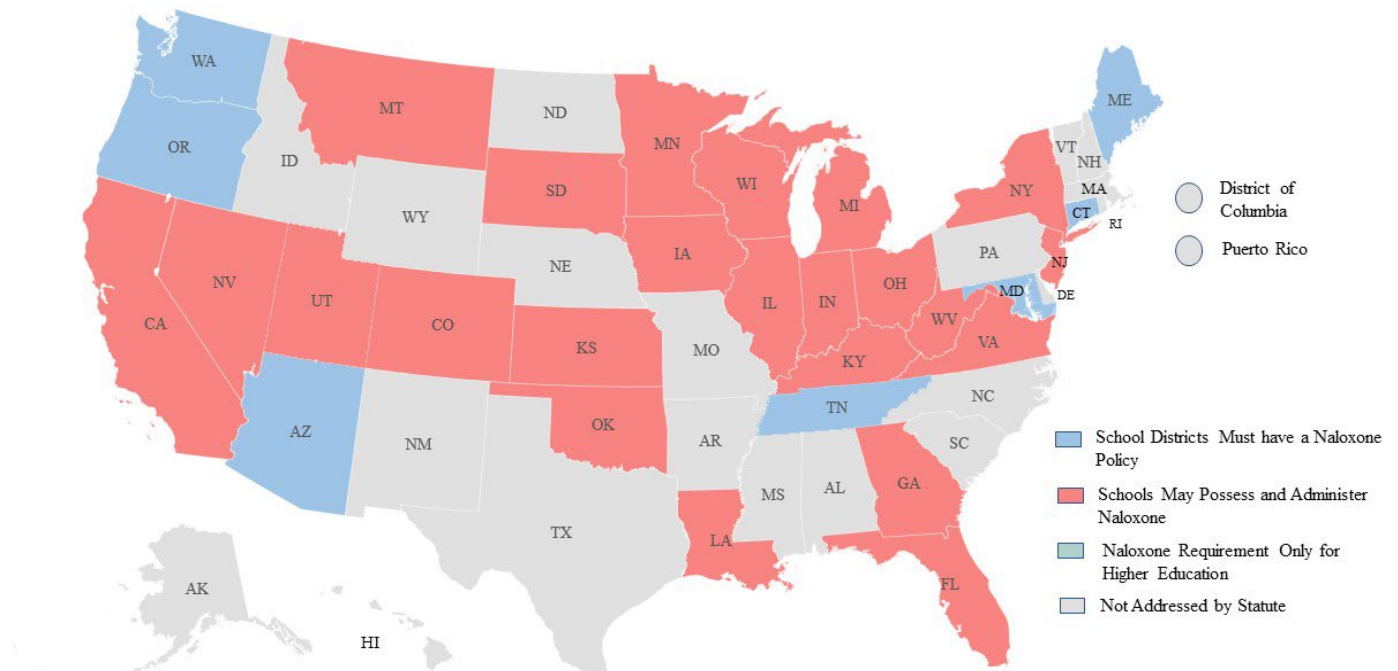 WA
ME
MT
ND
MN
OR
VT
NH
ID
SD
WI
NY
MA
District of
Columbia
WY
MI
CT
RI
IA
PA
Puerto Rico
NE
NJ
OH
MD
DE
NV
IL
IN
UT
WV
CA
CO
VA
KS
MO
KY
NC
TN
AZ
OK
NM
AR
SC
School Districts Must have a Naloxone
Policy
GA
MS
AL
Schools May Possess and Administer
Naloxone
TX
LA
Naloxone Requirement Only for
Higher Education
AK
FL
Not Addressed by Statute
HI